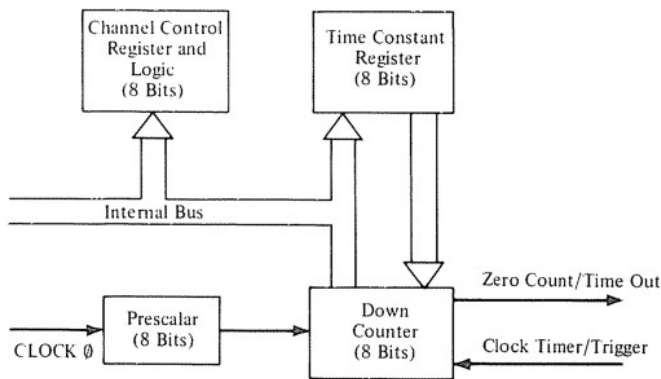 Channel Control
Register and
Logic
(8 Bits)
Time Constant
Register
(8 Bits)
Internal Bus
Zero Count/Time Out
Prescalar
(8 Bits)
Down
Counter
(8 Bits)
CLOCK ∅
Clock Timer/Trigger